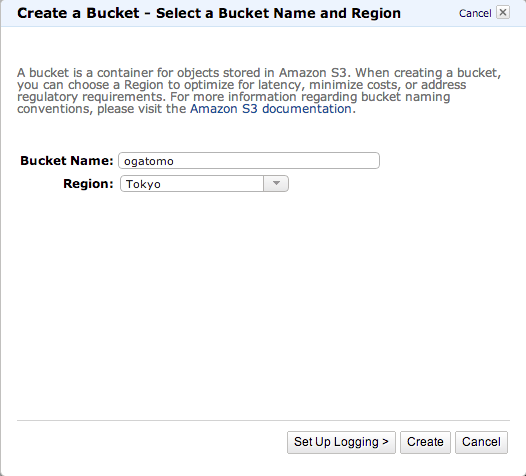 Create a Bucket - Select a Bucket Name and Region Cancel
A bucket is a container for objects stored in Amazon S3. When creating a bucket,
you can choose a Region to optimize for latency, minimize costs, or address
regulatory requirements. For more information regarding bucket naming
conventions, please visit the Amazon S3 documentation.
Bucket Name: ogatomo
Region: Tokyo
Set Up Logging > Create Cancel